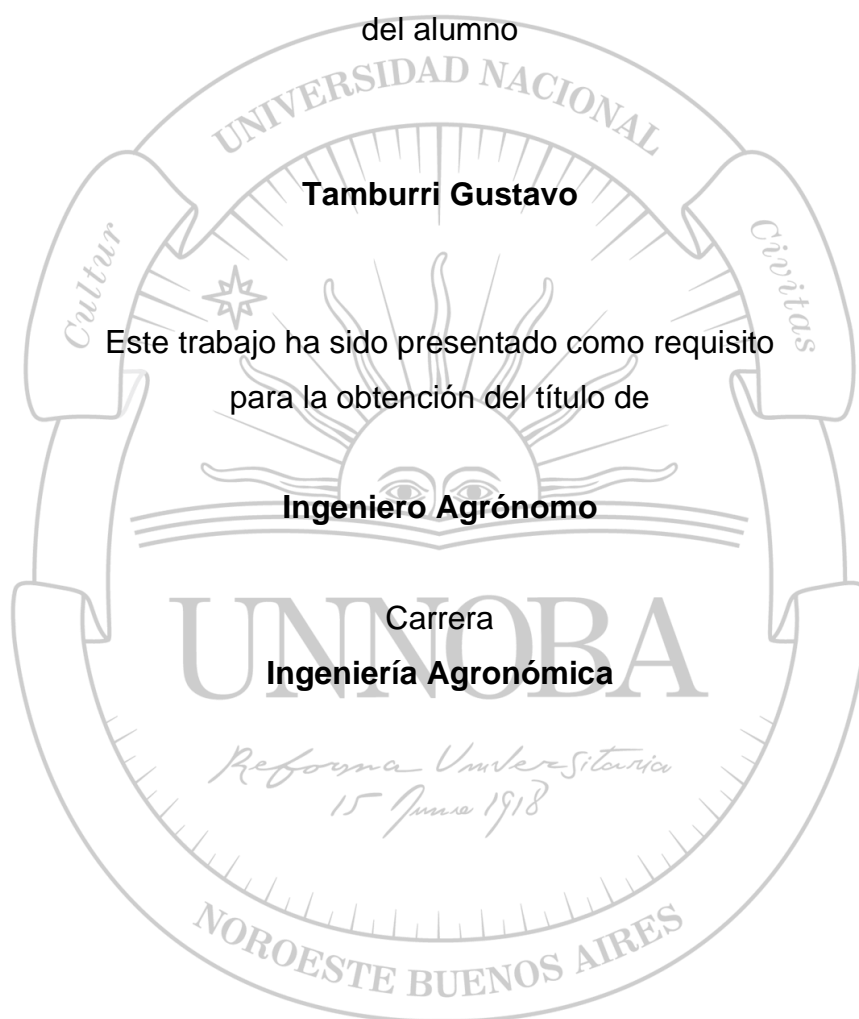 del alumno
UNIVERSIDAD NACIONAL
Tamburri Gustavo
Cultur
Civitas
Este trabajo ha sido presentado como requisito
para la obtención del título de
Ingeniero Agrónomo
Carrera
UNNOBA
Ingeniería Agronómica
Reforma Universitaria
15 Junio 1918
NOROESTE BUENOS AIRES